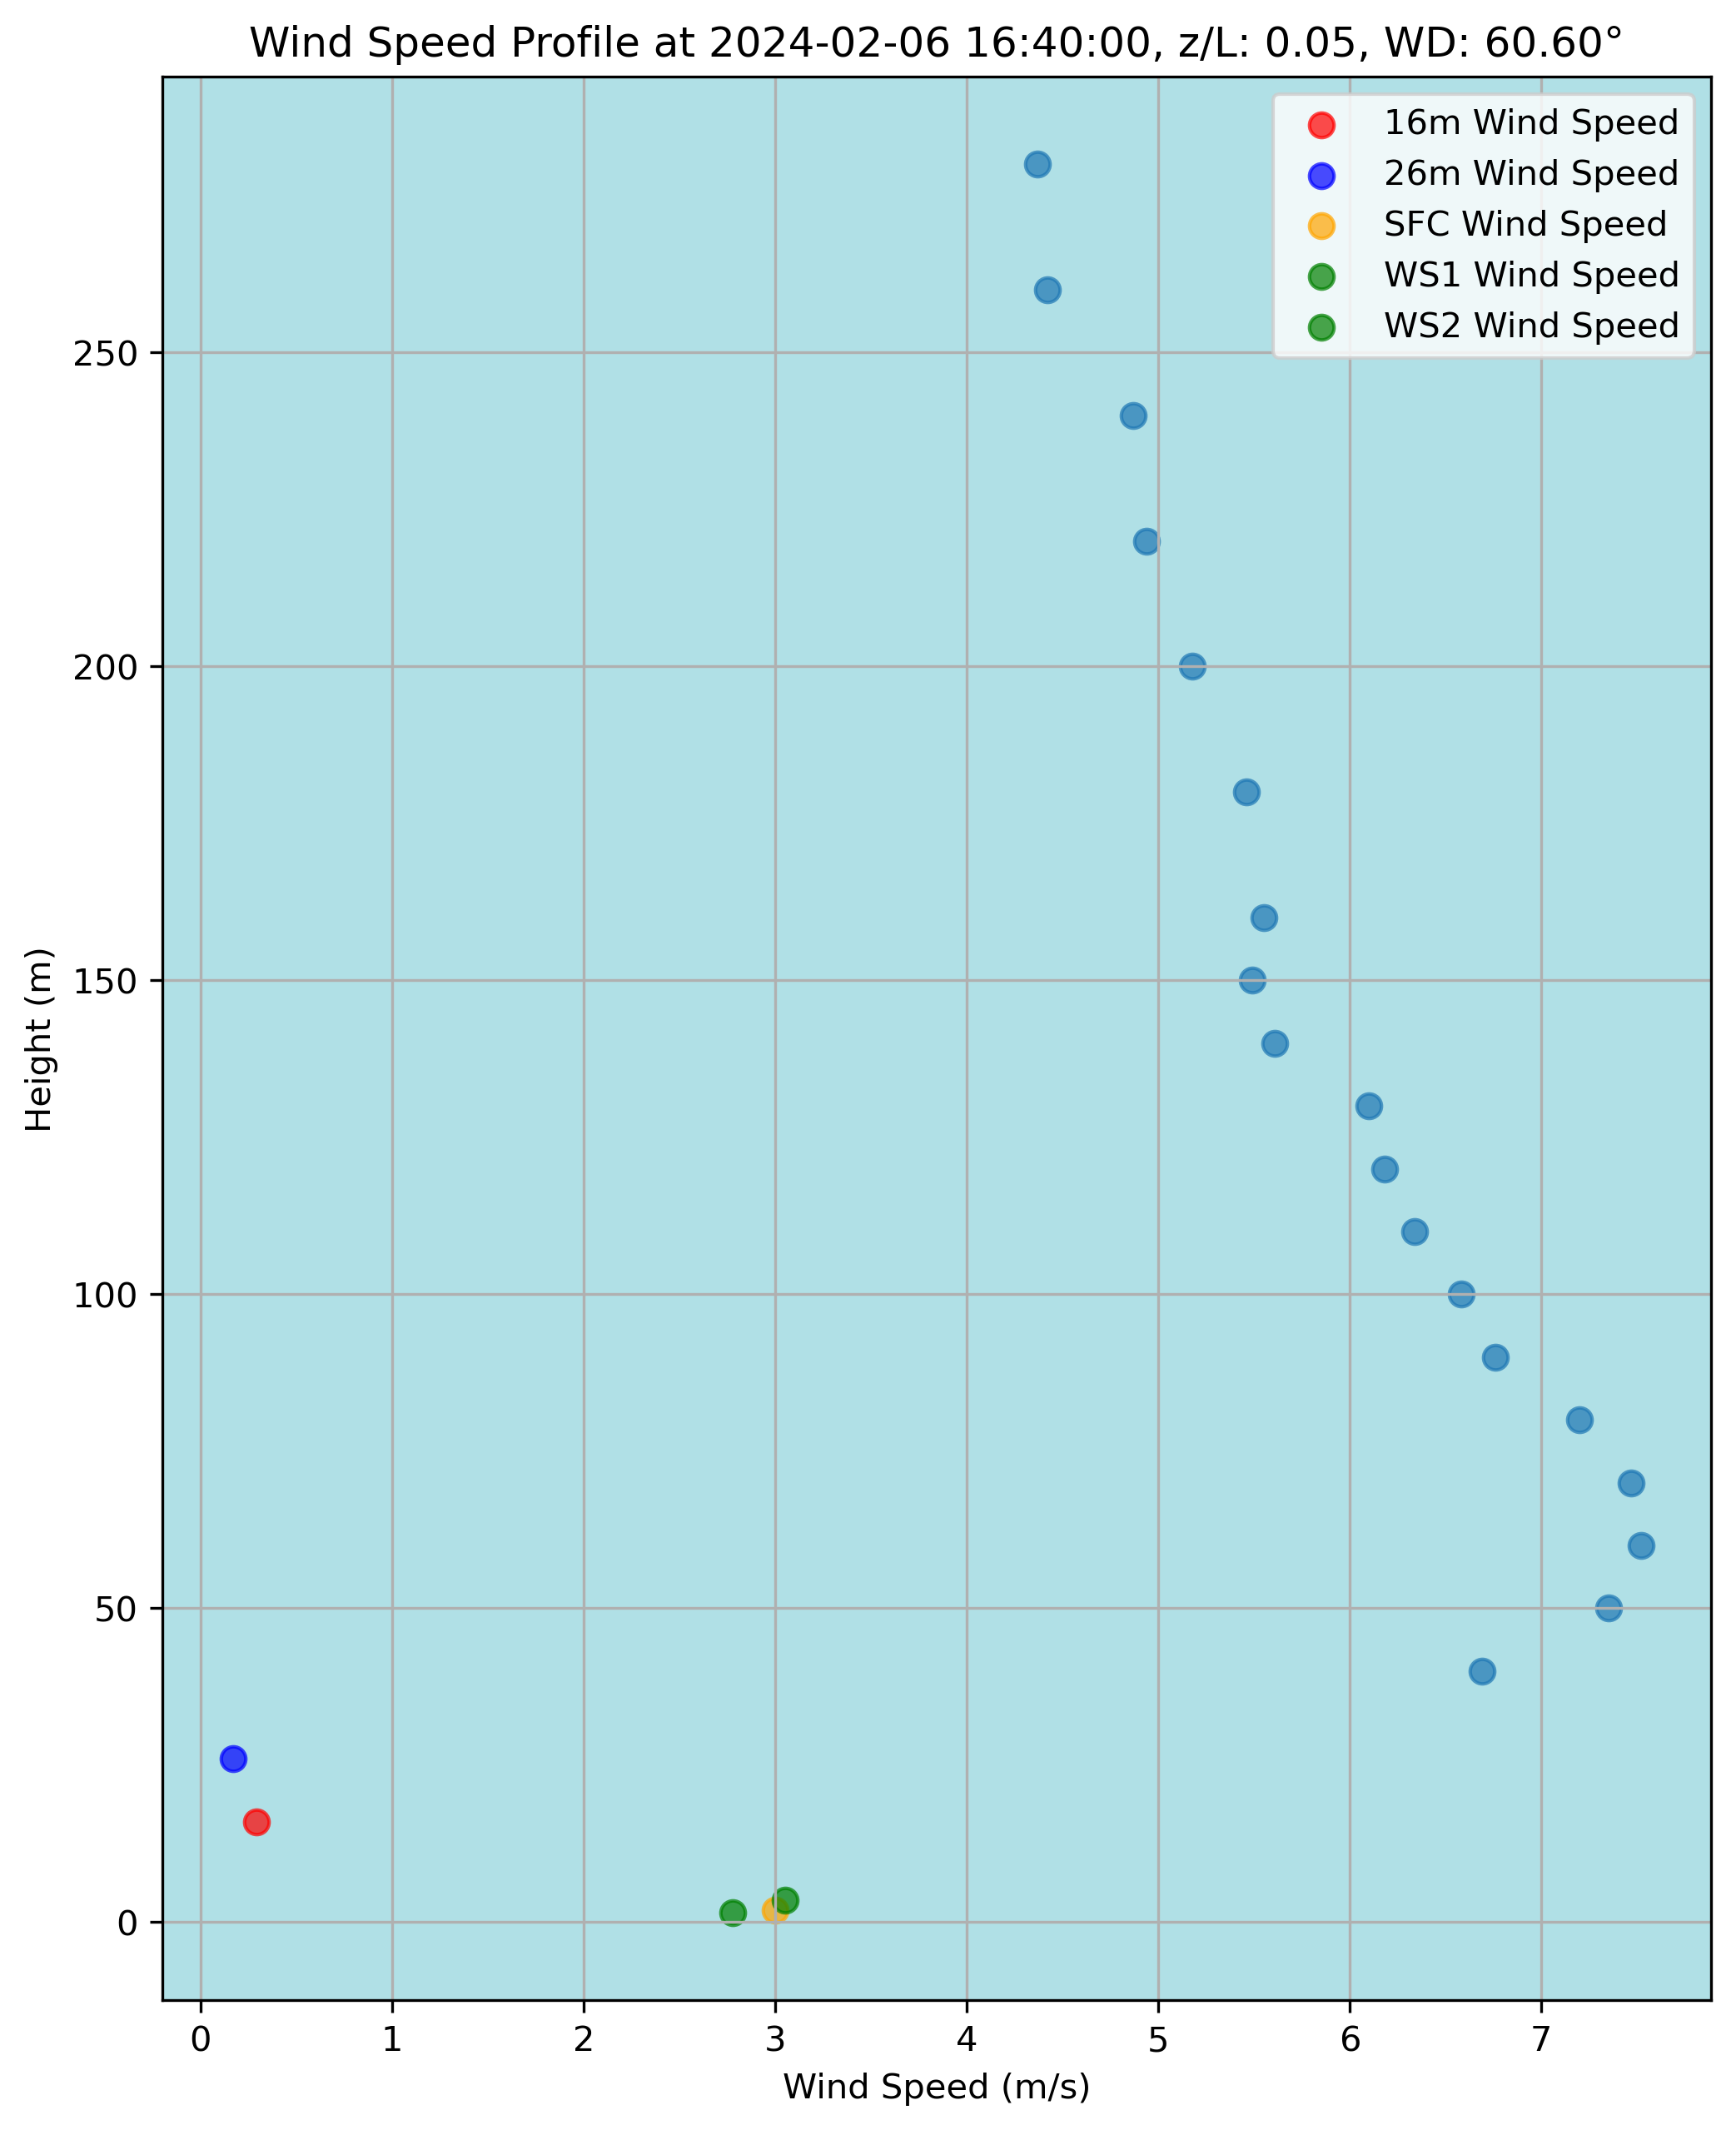 Wind Speed Profile at 2024-02-06 16:40:00, z/L: 0.05, WD: 60.60°
16m Wind Speed
26m Wind Speed
SFC Wind Speed
WS1 Wind Speed
WS2 Wind Speed
250
200
150
100
50
0
Height (m)
0 1 2 3 4 5 6 7
Wind Speed (m/s)